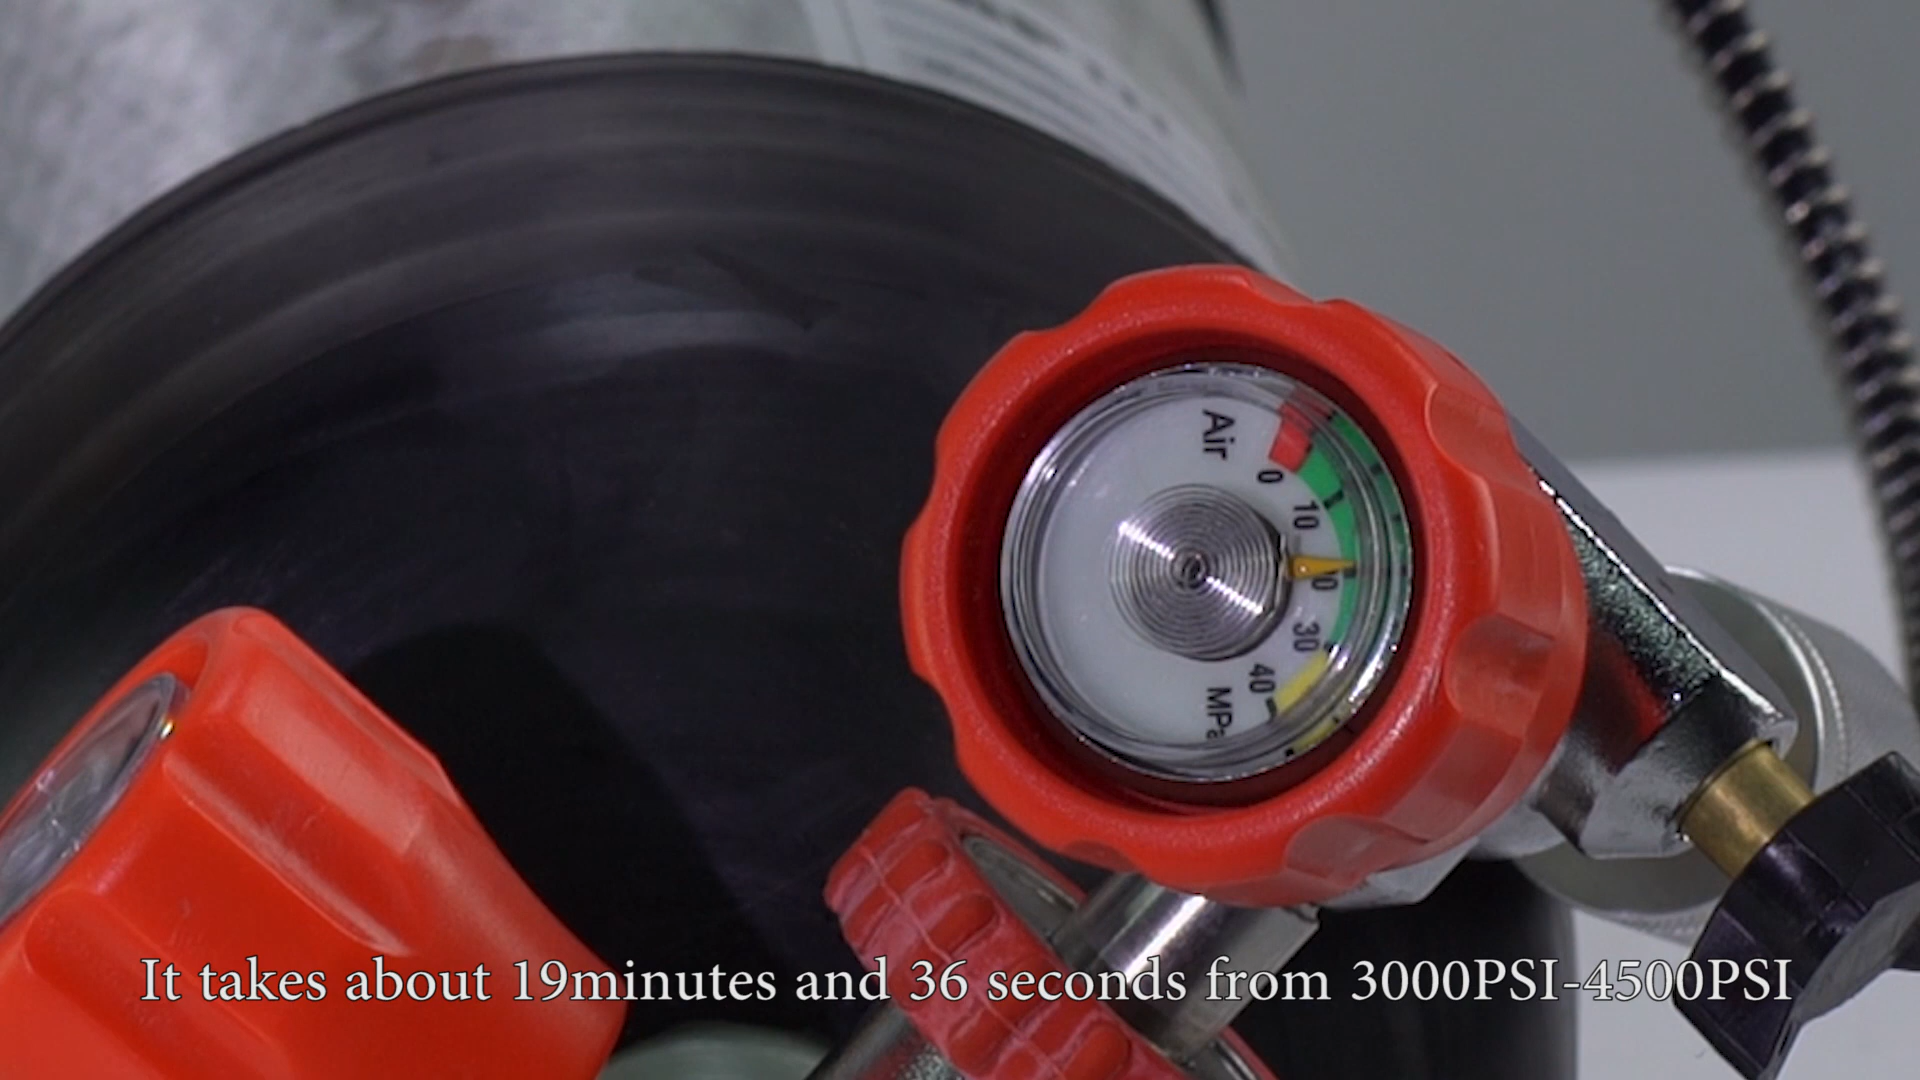 Air
0
10
30
40
MPa
It takes about 19minutes and 36 seconds from 3000PSI-4500PSI